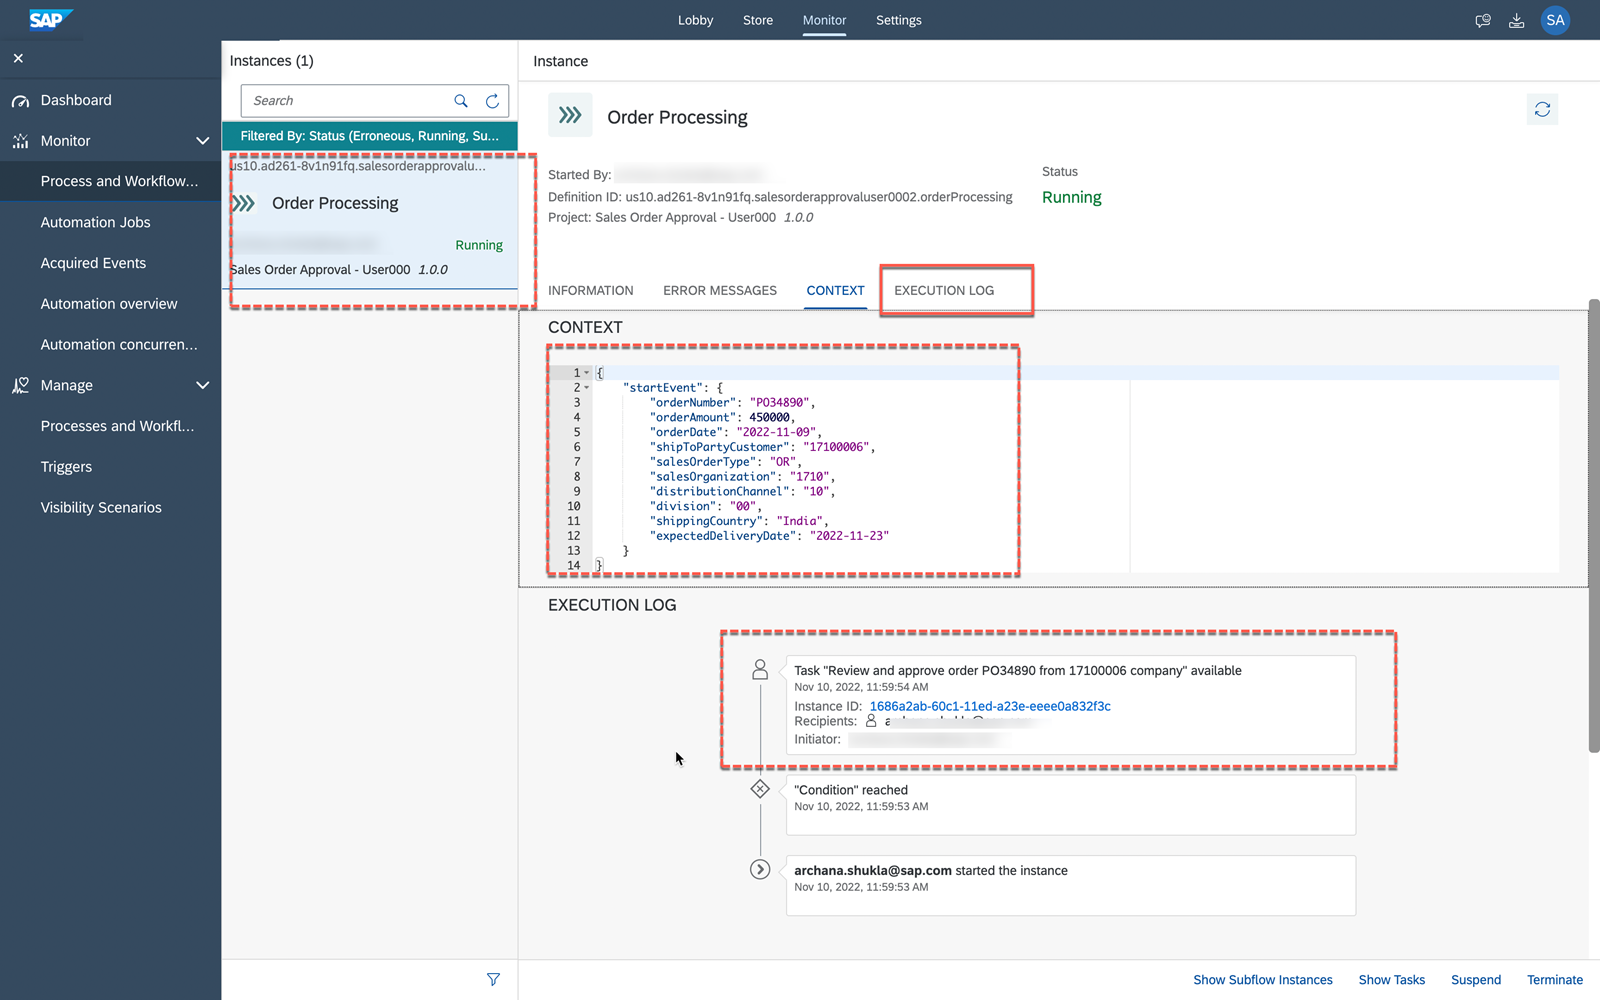 SAP
Lobby
Store
Monitor
Settings
SA
Dashboard
Monitor
Process and Workflow...
Automation Jobs
Acquired Events
Automation overview
Automation concurren...
Manage
Processes and Workfl...
Triggers
Visibility Scenarios
Instances (1)
Search
Filtered By: Status (Erroneous, Running, Su...
us10.ad261-8v1n91fq.salesorderapprovalu...
Order Processing
Running
Sales Order Approval - User000 1.0.0
Instance
Order Processing
Started By:
Definition ID: us10.ad261-8v1n91fq.salesorderapprovaluser0002.orderProcessing
Project: Sales Order Approval - User000 1.0.0
Status
Running
INFORMATION
ERROR MESSAGES
CONTEXT
EXECUTION LOG
CONTEXT
1 {
2 "startEvent": {
3 "orderNumber": "PO34890",
4 "orderAmount": 450000,
5 "orderDate": "2022-11-09",
6 "shipToPartyCustomer": "17100006",
7 "salesOrderType": "OR",
8 "salesOrganization": "1710",
9 "distributionChannel": "10",
10 "division": "00",
11 "shippingCountry": "India",
12 "expectedDeliveryDate": "2022-11-23"
13 }
14 }
EXECUTION LOG
Task "Review and approve order PO34890 from 17100006 company" available
Nov 10, 2022, 11:59:54 AM
Instance ID: 1686a2ab-60c1-11ed-a23e-eeee0a832f3c
Recipients:
Initiator:
"Condition" reached
Nov 10, 2022, 11:59:53 AM
archana.shukla@sap.com started the instance
Nov 10, 2022, 11:59:53 AM
Show Subflow Instances
Show Tasks
Suspend
Terminate